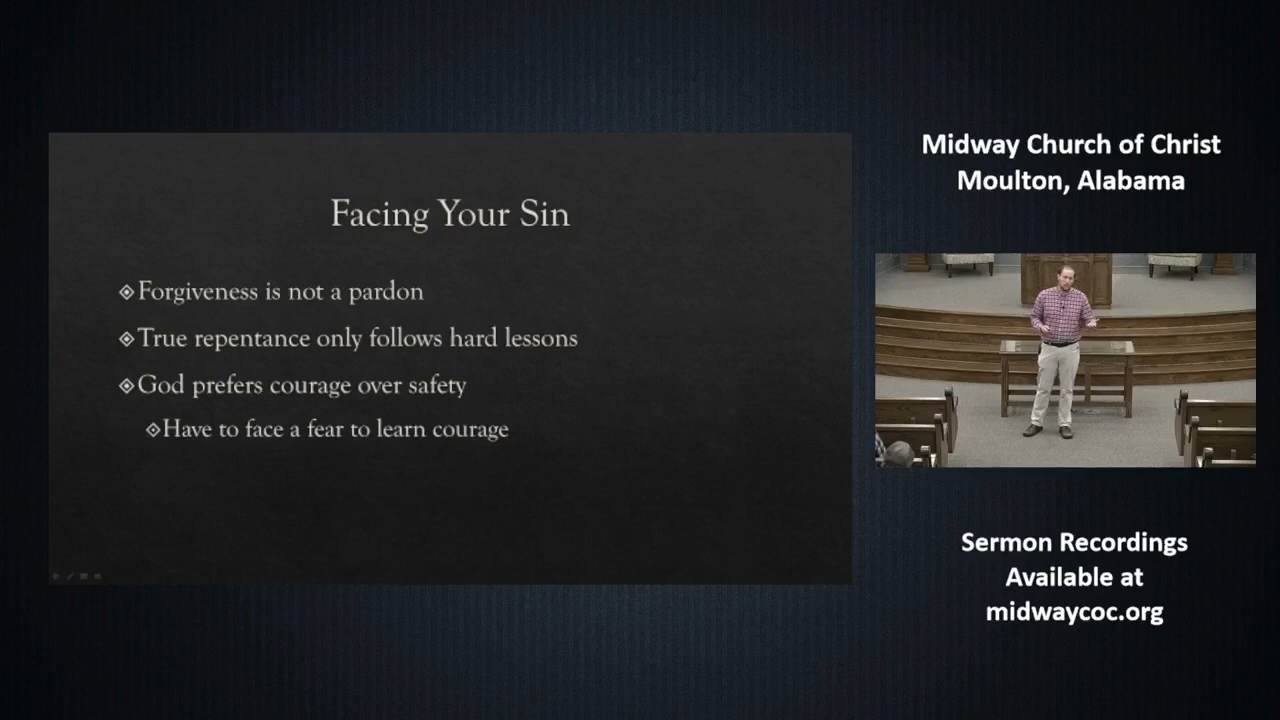 Facing Your Sin
Forgiveness is not a pardon
True repentance only follows hard lessons
God prefers courage over safety
Have to face a fear to learn courage
Midway Church of Christ
Moulton, Alabama
Sermon Recordings
Available at
midwaycoc.org